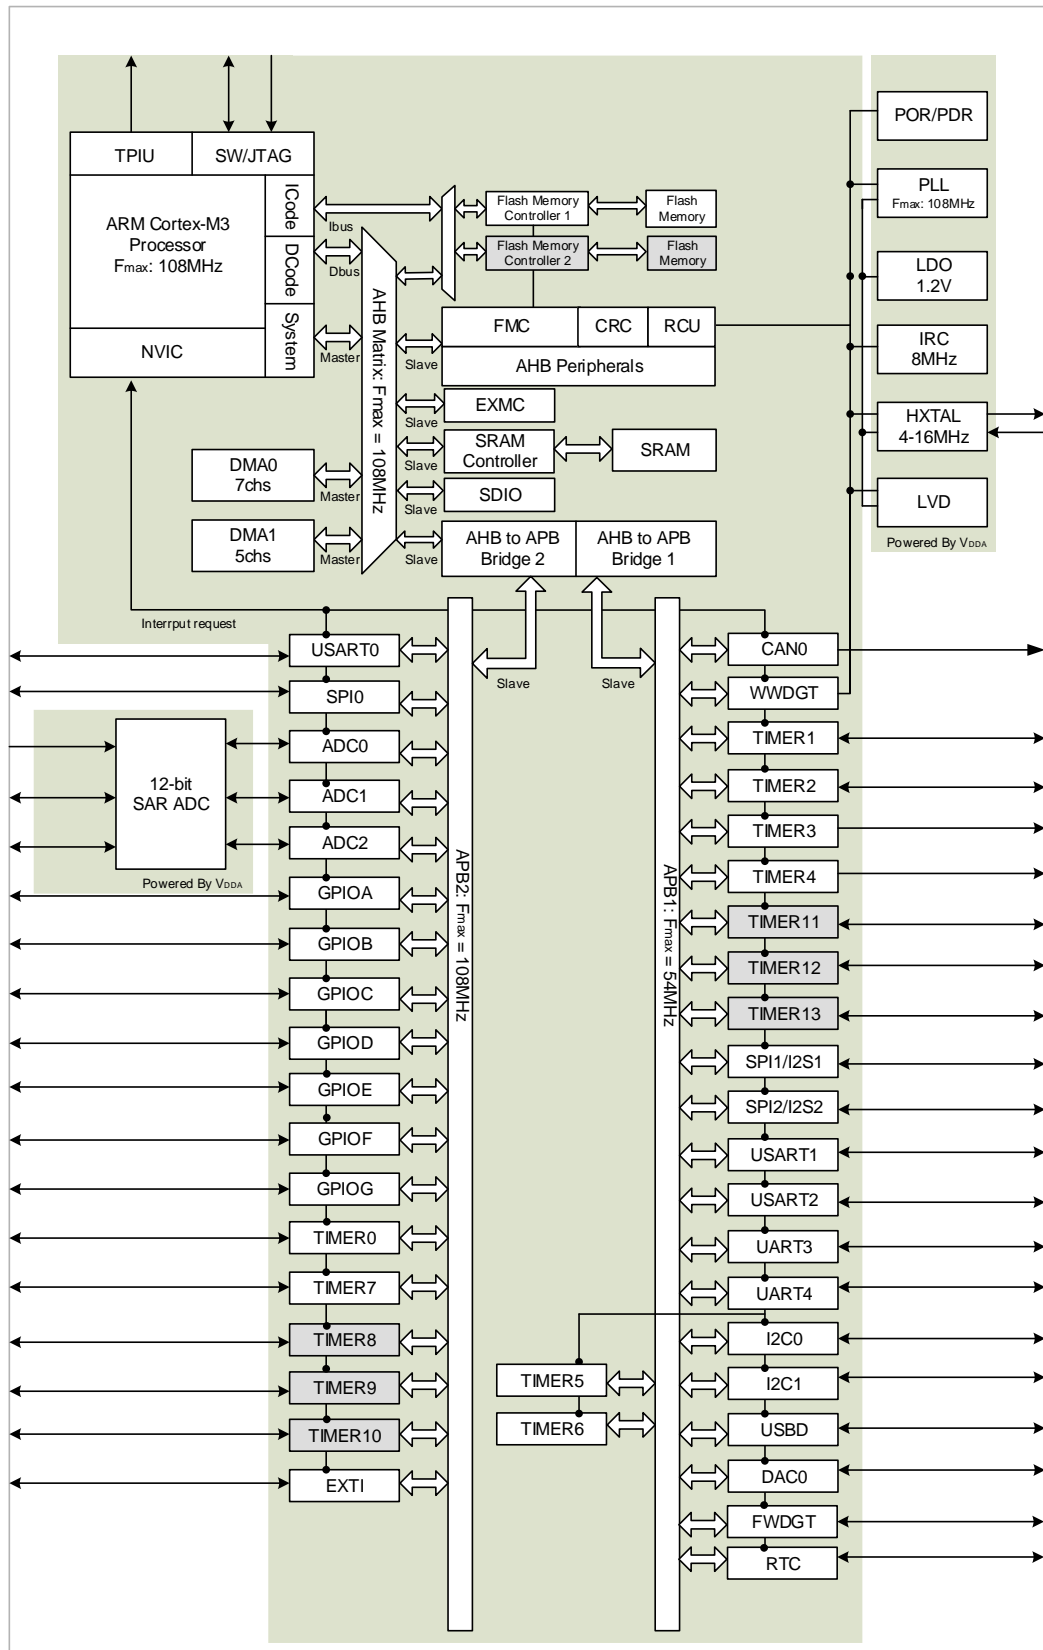 TPIU
SW/JTAG
ARM Cortex-M3
Processor
Fmax: 108MHz
ICode
DCode
System
NVIC
Ibus
Dbus
Master
AHB Matrix: Fmax = 108MHz
Flash Memory
Controller 1
Flash
Memory
Flash Memory
Controller 2
Flash
Memory
FMC
CRC
RCU
AHB Peripherals
Slave
EXMC
Slave
SRAM
Controller
SRAM
Slave
SDIO
Slave
DMA0
7chs
Master
DMA1
5chs
Master
Slave
AHB to APB
Bridge 2
AHB to APB
Bridge 1
POR/PDR
PLL
Fmax: 108MHz
LDO
1.2V
IRC
8MHz
HXTAL
4-16MHz
LVD
Powered By VDDA
Interrput request
Slave
Slave
USART0
SPI0
ADC0
ADC1
ADC2
12-bit
SAR ADC
Powered By VDDA
GPIOA
GPIOB
GPIOC
GPIOD
GPIOE
GPIOF
GPIOG
TIMER0
TIMER7
TIMER8
TIMER9
TIMER10
EXTI
APB2: Fmax = 108MHz
TIMER5
TIMER6
APB1: Fmax = 54MHz
CAN0
WWDGT
TIMER1
TIMER2
TIMER3
TIMER4
TIMER11
TIMER12
TIMER13
SPI1/I2S1
SPI2/I2S2
USART1
USART2
UART3
UART4
I2C0
I2C1
USBD
DAC0
FWDGT
RTC